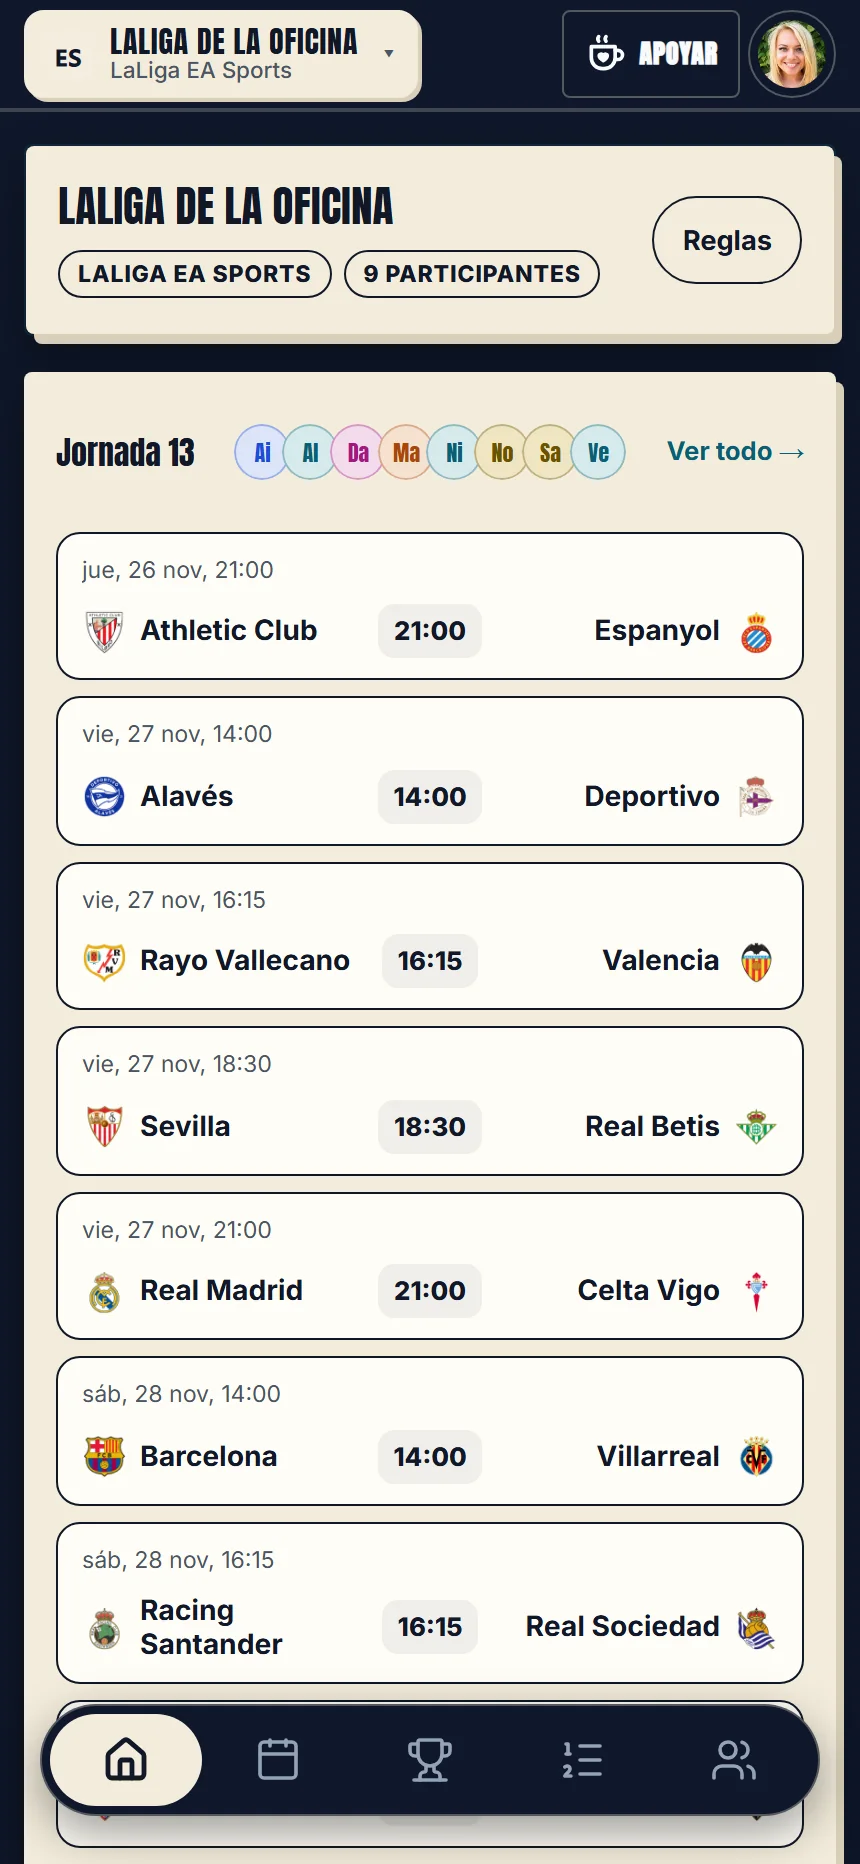 ES
LALIGA DE LA OFICINA
LaLiga EA Sports
APOYAR
LALIGA DE LA OFICINA
LALIGA EA SPORTS
9 PARTICIPANTES
Reglas
Jornada 13
Ai
Al
Da
Ma
Ni
No
Sa
Ve
Ver todo →
jue, 26 nov, 21:00
Athletic Club 21:00 Espanyol
vie, 27 nov, 14:00
Alavés 14:00 Deportivo
vie, 27 nov, 16:15
Rayo Vallecano 16:15 Valencia
vie, 27 nov, 18:30
Sevilla 18:30 Real Betis
vie, 27 nov, 21:00
Real Madrid 21:00 Celta Vigo
sáb, 28 nov, 14:00
Barcelona 14:00 Villarreal
sáb, 28 nov, 16:15
Racing
Santander 16:15 Real Sociedad